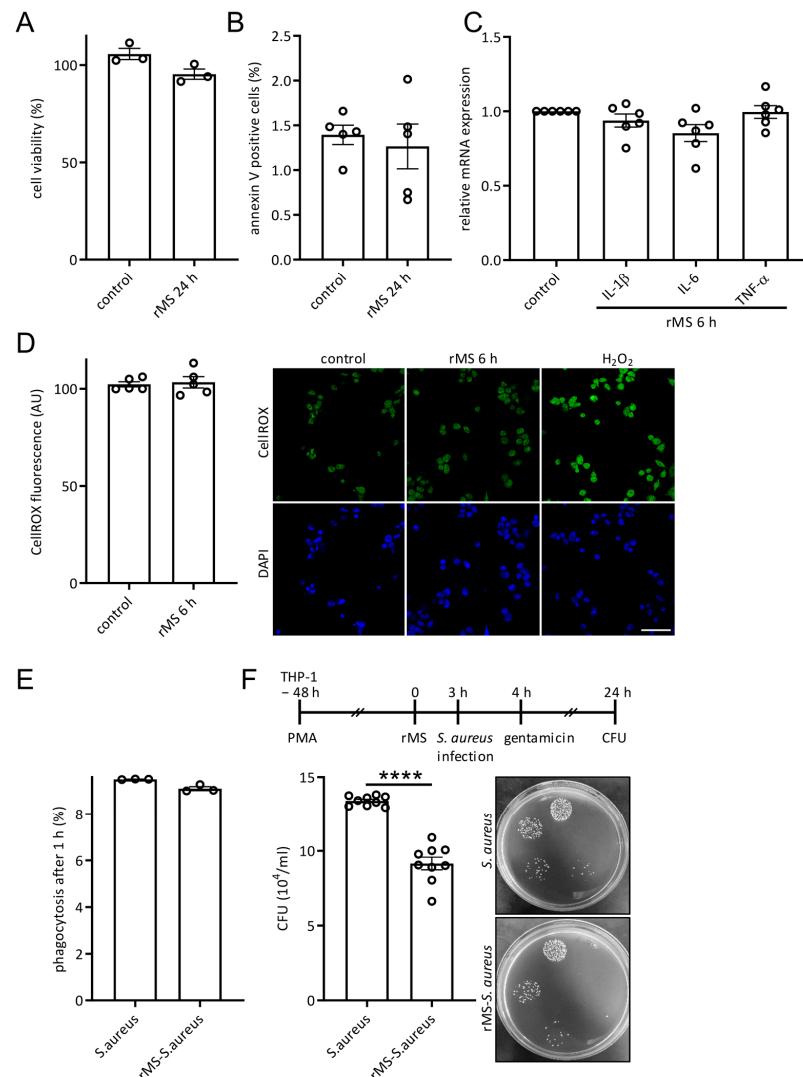 A
cell viability (%)
100
50
0
control
rMS 24 h
B
annexin V positive cells (%)
2.5
2.0
1.5
1.0
0.5
0.0
control
rMS 24 h
C
relative mRNA expression
1.5
1.0
0.5
0.0
control
IL-1β
IL-6
TNF-α
rMS 6 h
D
CellROX fluorescence (AU)
100
50
0
control
rMS 6 h
control
rMS 6 h
H₂O₂
CellROX
DAPI
E
phagocytosis after 1 h (%)
8
6
4
2
0
S.aureus
rMS-S.aureus
F
THP-1
– 48 h
0
3 h
4 h
24 h
PMA
rMS
S. aureus
infection
gentamicin
CFU
CFU (10⁴/ml)
15
10
5
0
****
S.aureus
rMS-S.aureus
S. aureus
rMS-S. aureus